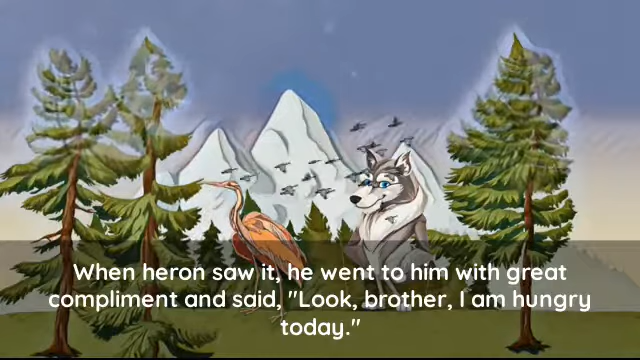 When heron saw it, he went to him with great
compliment and said, "Look, brother, I am hungry
today."